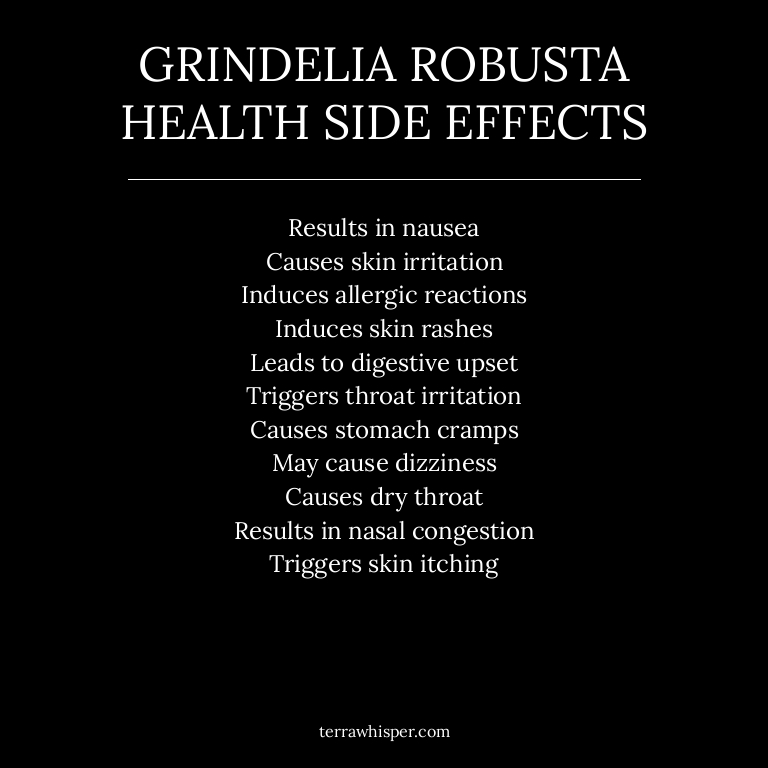 GRINDELIA ROBUSTA
HEALTH SIDE EFFECTS
Results in nausea
Causes skin irritation
Induces allergic reactions
Induces skin rashes
Leads to digestive upset
Triggers throat irritation
Causes stomach cramps
May cause dizziness
Causes dry throat
Results in nasal congestion
Triggers skin itching
terrawhisper.com